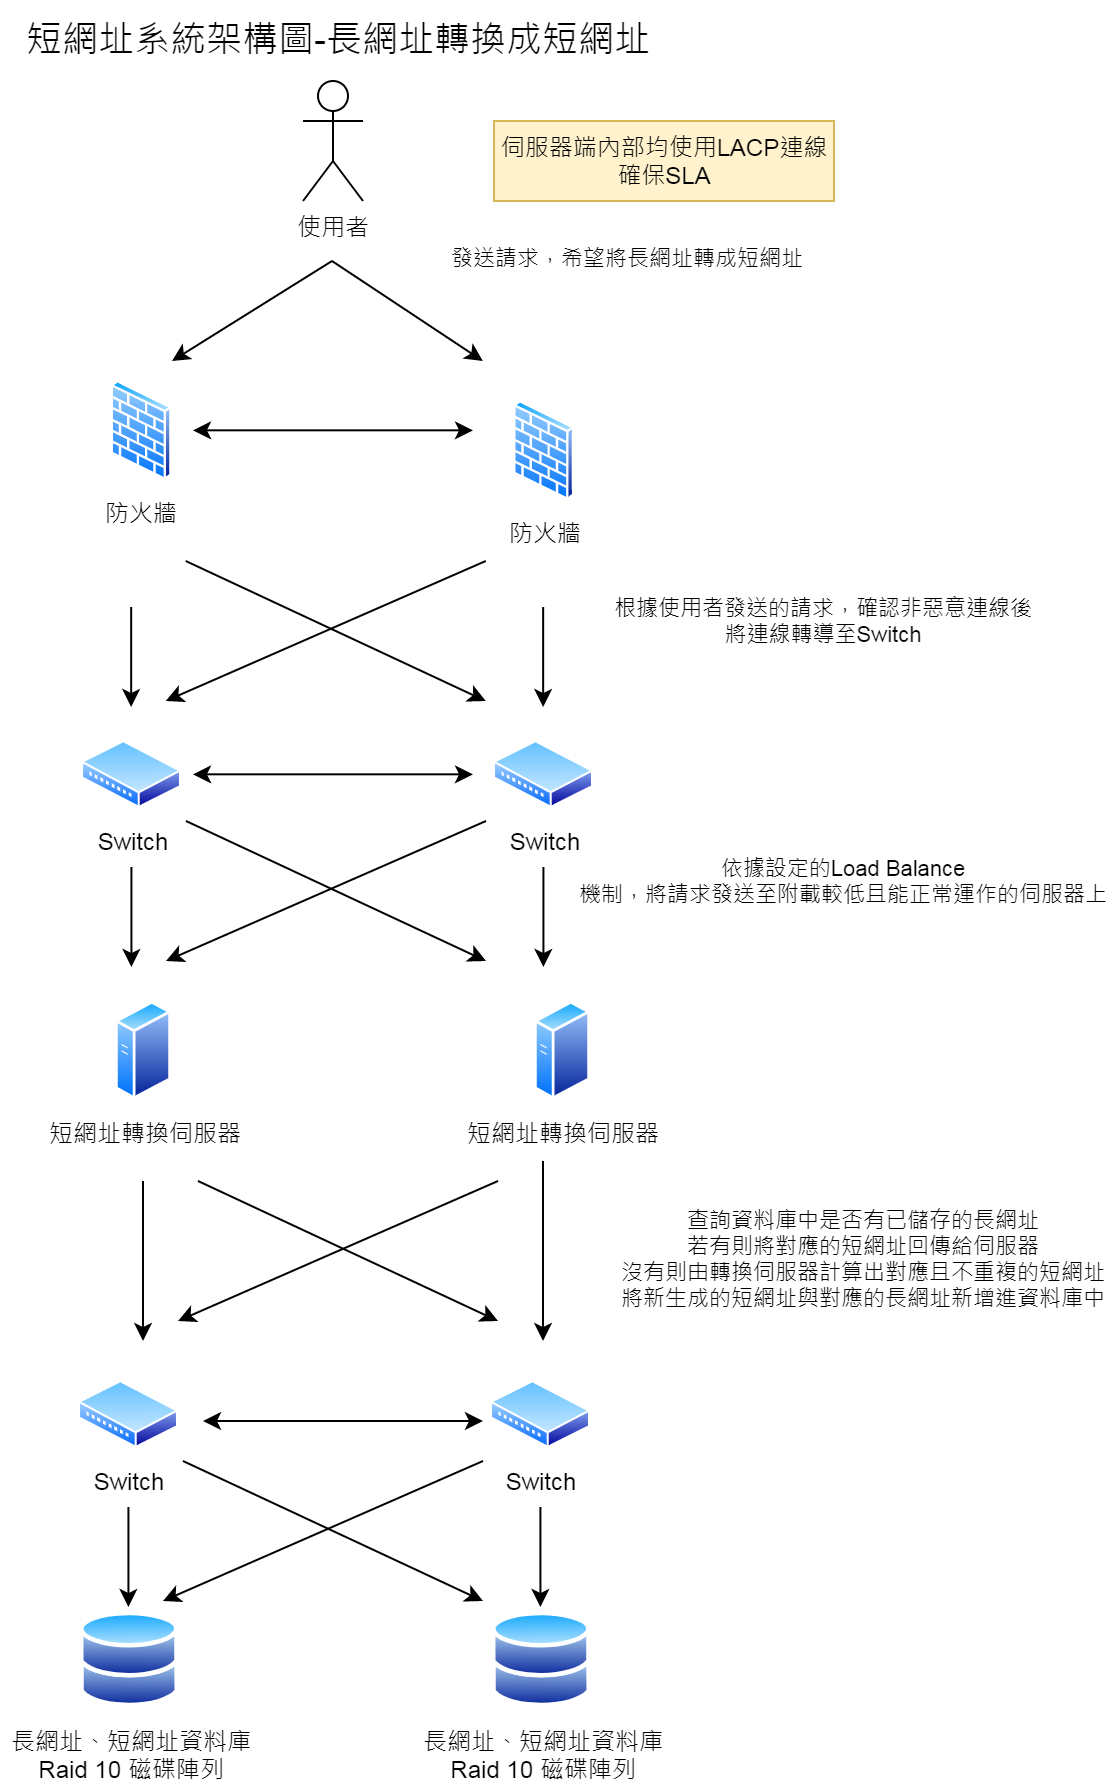 短網址系統架構圖-長網址轉換成短網址
伺服器端內部均使用LACP連線
確保SLA
使用者
發送請求，希望將長網址轉成短網址
防火牆
防火牆
根據使用者發送的請求，確認非惡意連線後
將連線轉導至Switch
Switch
Switch
依據設定的Load Balance
機制，將請求發送至附載較低且能正常運作的伺服器上
短網址轉換伺服器
短網址轉換伺服器
查詢資料庫中是否有已儲存的長網址
若有則將對應的短網址回傳給伺服器
沒有則由轉換伺服器計算出對應且不重複的短網址
將新生成的短網址與對應的長網址新增進資料庫中
Switch
Switch
長網址、短網址資料庫
Raid 10 磁碟陣列
長網址、短網址資料庫
Raid 10 磁碟陣列